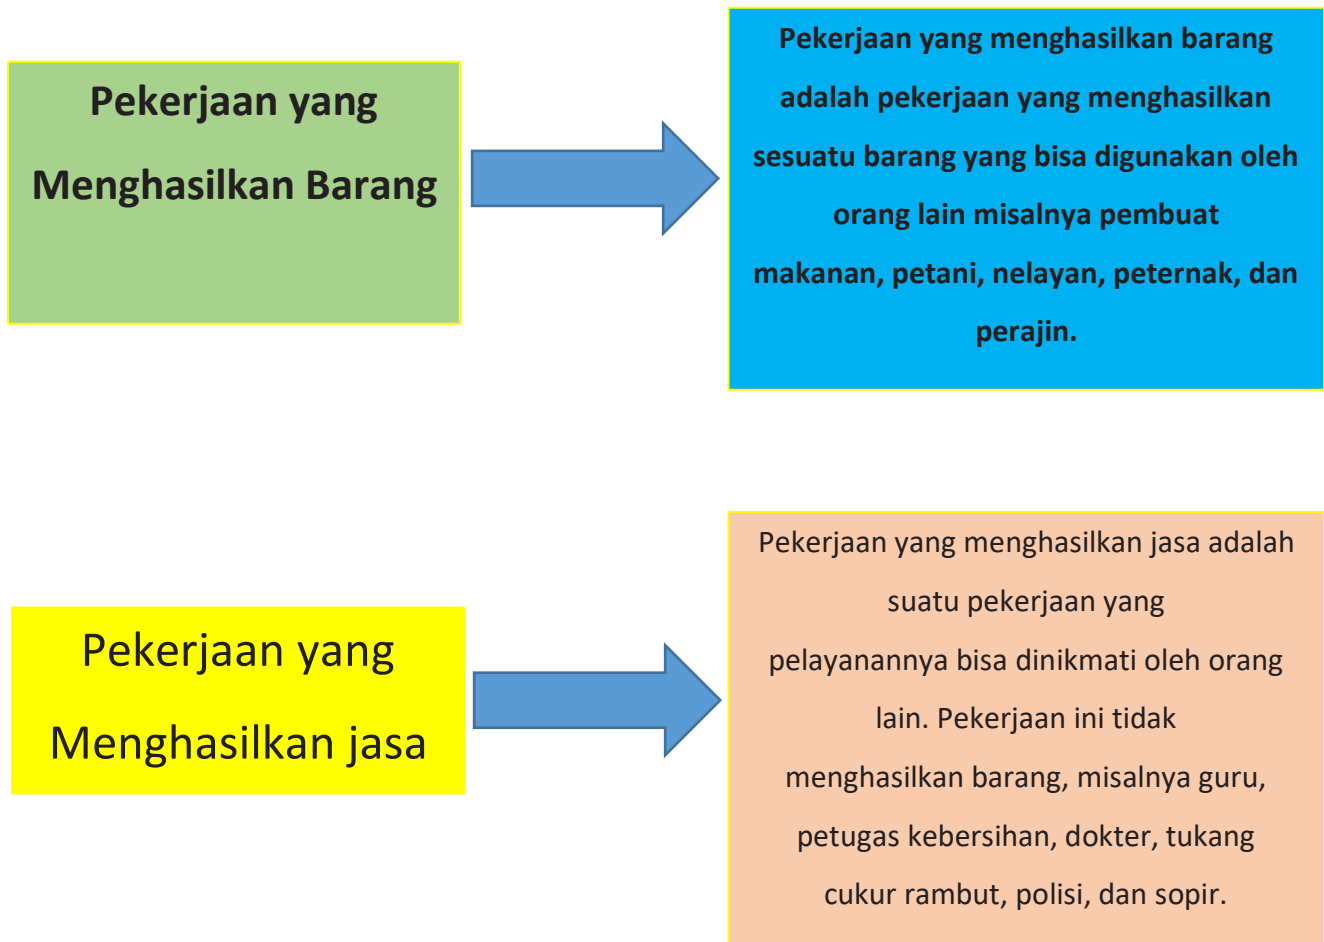 Pekerjaan yang
Menghasilkan Barang
Pekerjaan yang menghasilkan barang
adalah pekerjaan yang menghasilkan
sesuatu barang yang bisa digunakan oleh
orang lain misalnya pembuat
makanan, petani, nelayan, peternak, dan
perajin.
Pekerjaan yang
Menghasilkan jasa
Pekerjaan yang menghasilkan jasa adalah
suatu pekerjaan yang
pelayanannya bisa dinikmati oleh orang
lain. Pekerjaan ini tidak
menghasilkan barang, misalnya guru,
petugas kebersihan, dokter, tukang
cukur rambut, polisi, dan sopir.